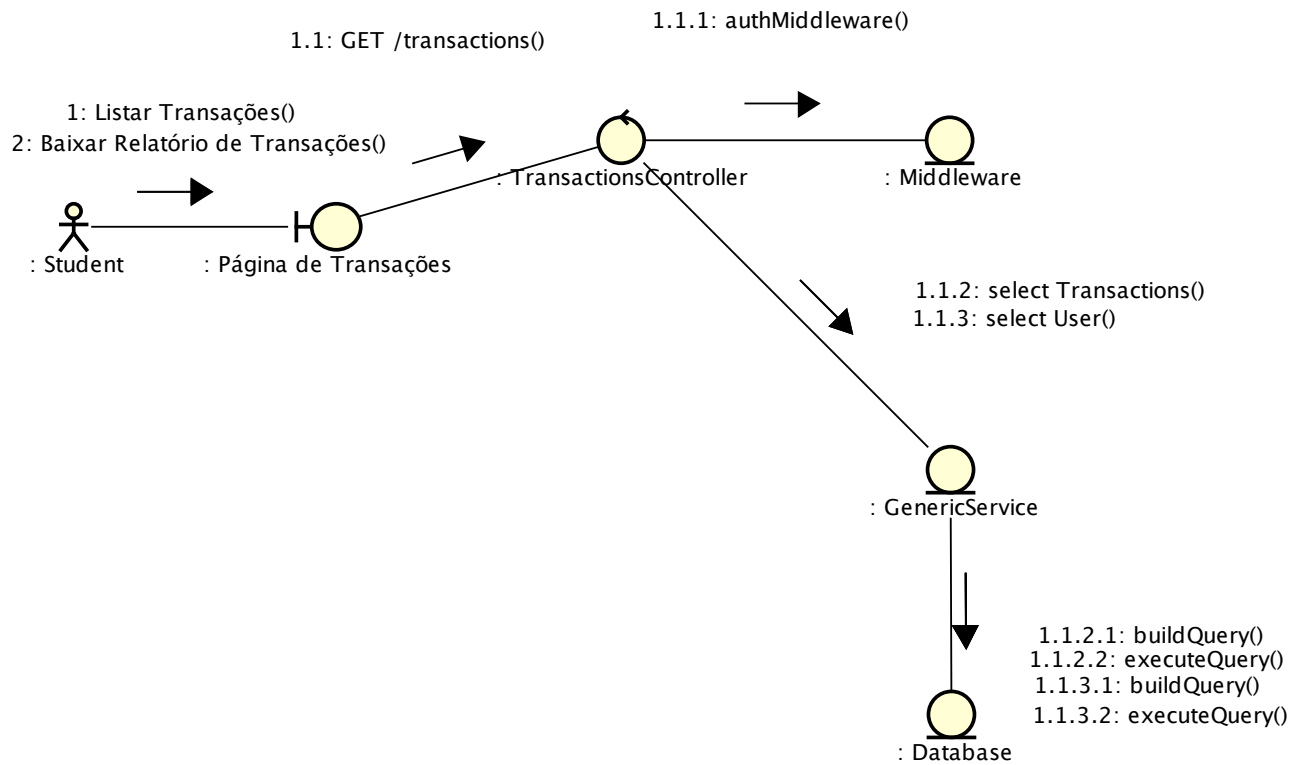 1.1.1: authMiddleware()
1.1: GET /transactions()
1: Listar Transações()
2: Baixar Relatório de Transações()
: TransactionsController
: Middleware
: Student
: Página de Transações
1.1.2: select Transactions()
1.1.3: select User()
: GenericService
1.1.2.1: buildQuery()
1.1.2.2: executeQuery()
1.1.3.1: buildQuery()
1.1.3.2: executeQuery()
: Database